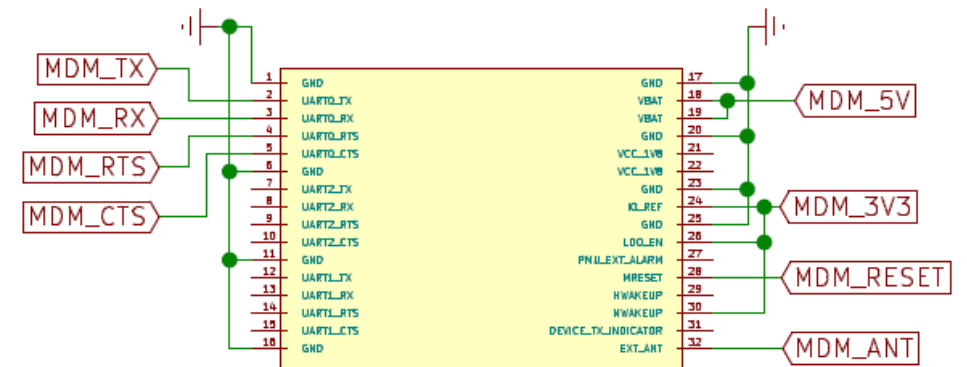 MDM_TX
MDM_RX
MDM_RTS
MDM_CTS
1 GND
2 UART0_TX
3 UART0_RX
4 UART0_RTS
5 UART0_CTS
6 GND
7 UART2_TX
8 UART2_RX
9 UART2_RTS
10 UART2_CTS
11 GND
12 UART1_TX
13 UART1_RX
14 UART1_RTS
15 UART1_CTS
16 GND
GND 17
VBAT 18
VBAT 19
GND 20
VCC_1V8 21
VCC_1V8 22
GND 23
IO_REF 24
GND 25
LDO_EN 26
PMU_EXT_ALARM 27
MRESET 28
HWAKEUP 29
NWAKEUP 30
DEVICE_TX_INDICATOR 31
EXT_ANT 32
MDM_5V
MDM_3V3
MDM_RESET
MDM_ANT